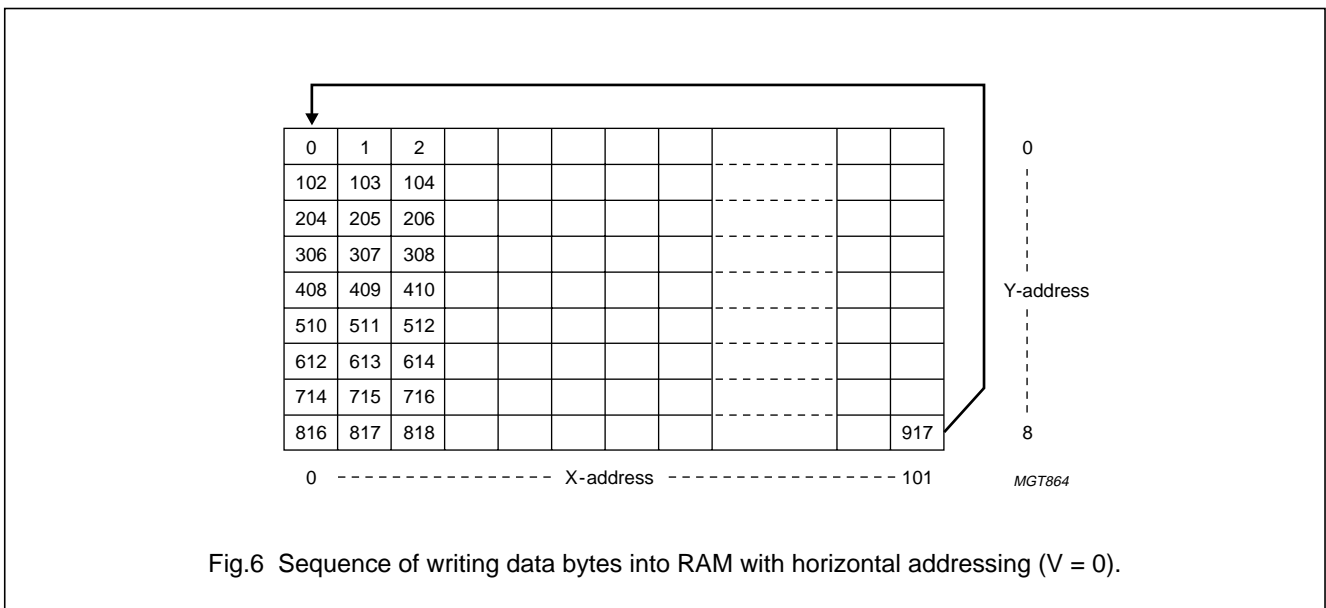 0 1 2 0
102 103 104
204 205 206
306 307 308
408 409 410 Y-address
510 511 512
612 613 614
714 715 716
816 817 818 917 8
0 X-address 101 MGT864
Fig.6 Sequence of writing data bytes into RAM with horizontal addressing (V = 0).